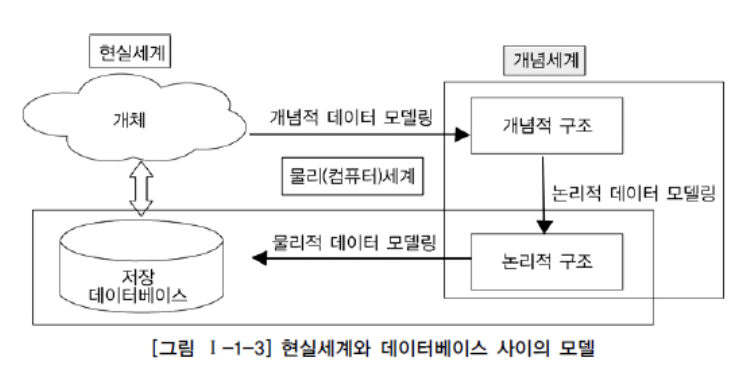 현실세계
개념세계
개체
개념적 데이터 모델링
개념적 구조
물리(컴퓨터)세계
논리적 데이터 모델링
물리적 데이터 모델링
논리적 구조
저장
데이터베이스
[그림 Ⅰ-1-3] 현실세계와 데이터베이스 사이의 모델